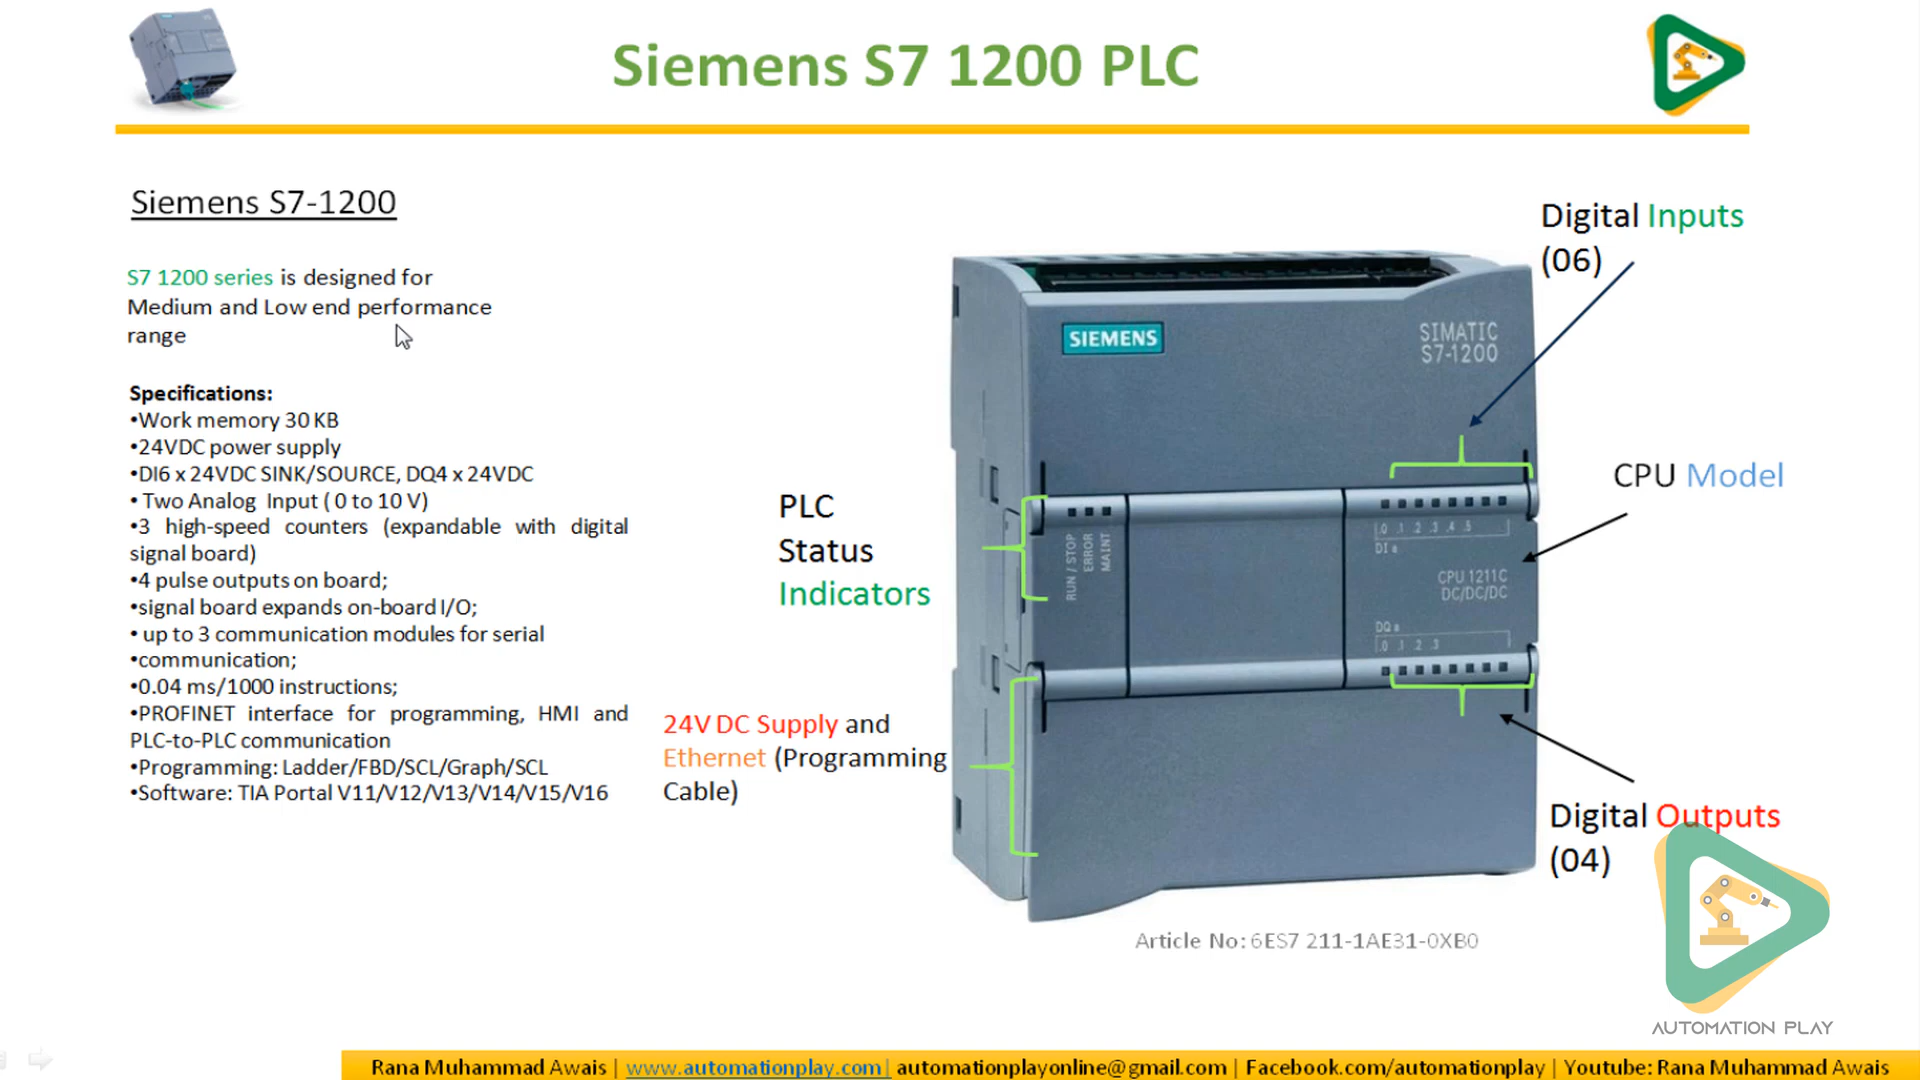 Siemens S7 1200 PLC
Siemens S7-1200
S7 1200 series is designed for
Medium and Low end performance
range
Specifications:
•Work memory 30 KB
•24VDC power supply
•DI6 x 24VDC SINK/SOURCE, DQ4 x 24VDC
• Two Analog Input ( 0 to 10 V)
•3 high-speed counters (expandable with digital
signal board)
•4 pulse outputs on board;
•signal board expands on-board I/O;
• up to 3 communication modules for serial
•communication;
•0.04 ms/1000 instructions;
•PROFINET interface for programming, HMI and
PLC-to-PLC communication
•Programming: Ladder/FBD/SCL/Graph/SCL
•Software: TIA Portal V11/V12/V13/V14/V15/V16
PLC
Status
Indicators
24V DC Supply and
Ethernet (Programming
Cable)
SIEMENS
SIMATIC
S7-1200
RUN / STOP
ERROR
MAINT
.0 .1 .2 .3 .4 .5
DI a
CPU 1211C
DC/DC/DC
DQ a
.0 .1 .2 .3
Digital Inputs
(06)
CPU Model
Digital Outputs
(04)
Article No: 6ES7 211-1AE31-0XB0
AUTOMATION PLAY
Rana Muhammad Awais | www.automationplay.com| automationplayonline@gmail.com | Facebook.com/automationplay | Youtube: Rana Muhammad Awais